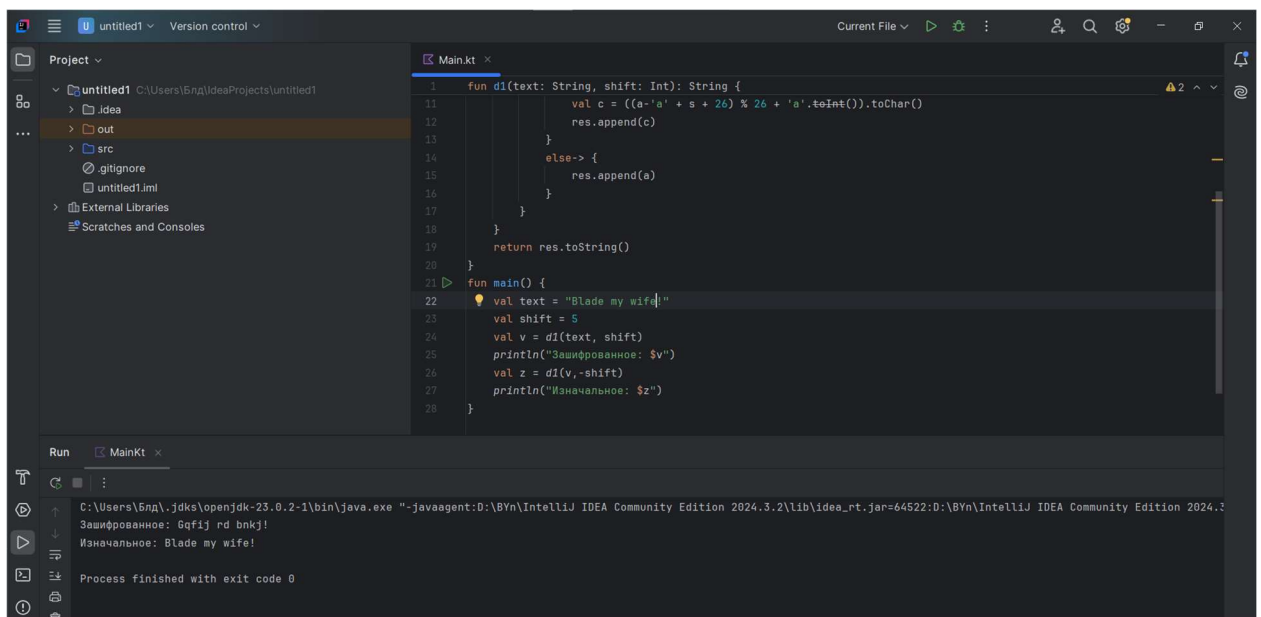 U untitled1 Version control Current File
Project
Main.kt
untitled1 C:\Users\Блд\IdeaProjects\untitled1
.idea
out
src
.gitignore
untitled1.iml
External Libraries
Scratches and Consoles
1 fun d1(text: String, shift: Int): String {
2
11 val c = ((a-'a' + s + 26) % 26 + 'a'.toInt()).toChar()
12 res.append(c)
13 }
14 else-> {
15 res.append(a)
16 }
17 }
18 }
19 return res.toString()
20 }
21 fun main() {
22 val text = "Blade my wife!"
23 val shift = 5
24 val v = d1(text, shift)
25 println("Зашифрованное: $v")
26 val z = d1(v,-shift)
27 println("Изначальное: $z")
28 }
Run MainKt
C:\Users\Блд\.jdks\openjdk-23.0.2-1\bin\java.exe "-javaagent:D:\BYn\IntelliJ IDEA Community Edition 2024.3.2\lib\idea_rt.jar=64522:D:\BYn\IntelliJ IDEA Community Edition 2024.3
Зашифрованное: Gqfij rd bnkj!
Изначальное: Blade my wife!
Process finished with exit code 0